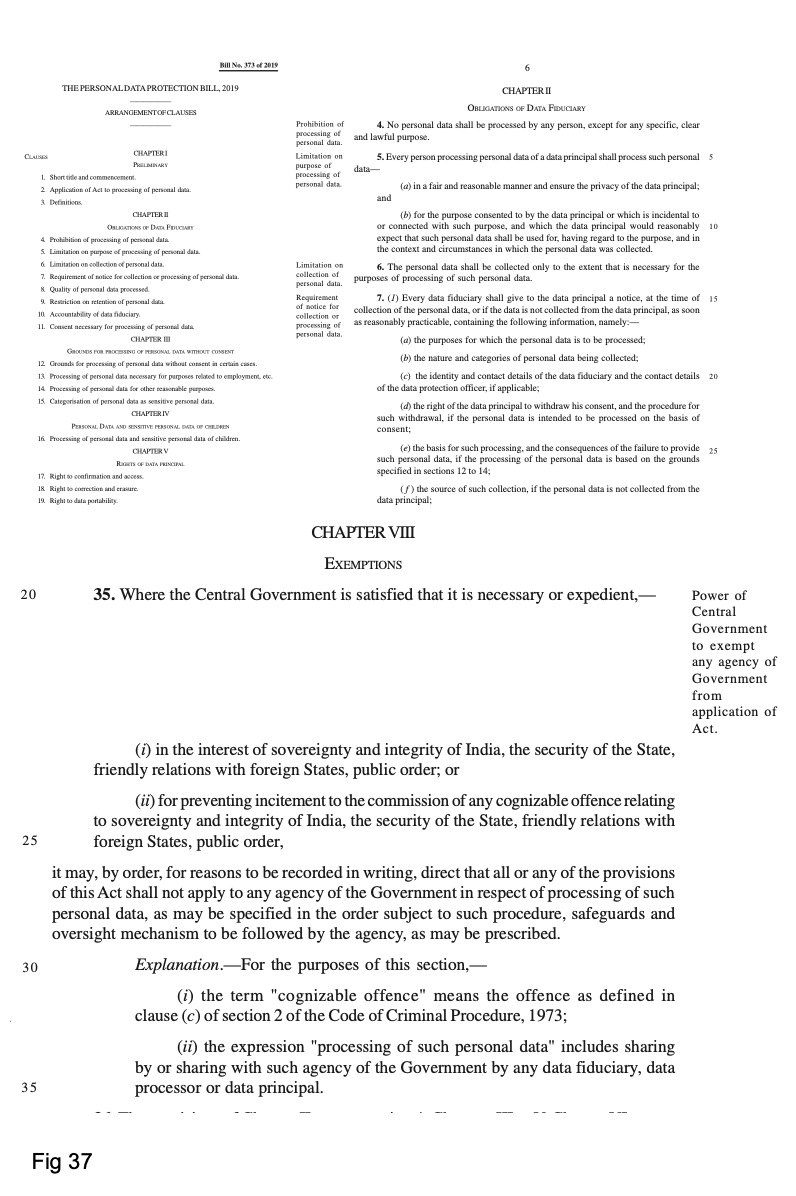 Bill No. 373 of 2019
THE PERSONAL DATA PROTECTION BILL, 2019
ARRANGEMENT OF CLAUSES
CLAUSES
CHAPTER I
PRELIMINARY
1. Short title and commencement.
2. Application of Act to processing of personal data.
3. Definitions.
CHAPTER II
OBLIGATIONS OF DATA FIDUCIARY
4. Prohibition of processing of personal data.
5. Limitation on purpose of processing of personal data.
6. Limitation on collection of personal data.
7. Requirement of notice for collection or processing of personal data.
8. Quality of personal data processed.
9. Restriction on retention of personal data.
10. Accountability of data fiduciary.
11. Consent necessary for processing of personal data.
CHAPTER III
GROUNDS FOR PROCESSING OF PERSONAL DATA WITHOUT CONSENT
12. Grounds for processing of personal data without consent in certain cases.
13. Processing of personal data necessary for purposes related to employment, etc.
14. Processing of personal data for other reasonable purposes.
15. Categorisation of personal data as sensitive personal data.
CHAPTER IV
PERSONAL DATA AND SENSITIVE PERSONAL DATA OF CHILDREN
16. Processing of personal data and sensitive personal data of children.
CHAPTER V
RIGHTS OF DATA PRINCIPAL
17. Right to confirmation and access.
18. Right to correction and erasure.
19. Right to data portability.
6
CHAPTER II
OBLIGATIONS OF DATA FIDUCIARY
Prohibition of
processing of
personal data.
4. No personal data shall be processed by any person, except for any specific, clear
and lawful purpose.
Limitation on
purpose of
processing of
personal data.
5. Every person processing personal data of a data principal shall process such personal 5
data—
(a) in a fair and reasonable manner and ensure the privacy of the data principal;
and
(b) for the purpose consented to by the data principal or which is incidental to
or connected with such purpose, and which the data principal would reasonably 10
expect that such personal data shall be used for, having regard to the purpose, and in
the context and circumstances in which the personal data was collected.
Limitation on
collection of
personal data.
6. The personal data shall be collected only to the extent that is necessary for the
purposes of processing of such personal data.
Requirement
of notice for
collection or
processing of
personal data.
7. (1) Every data fiduciary shall give to the data principal a notice, at the time of 15
collection of the personal data, or if the data is not collected from the data principal, as soon
as reasonably practicable, containing the following information, namely:—
(a) the purposes for which the personal data is to be processed;
(b) the nature and categories of personal data being collected;
(c) the identity and contact details of the data fiduciary and the contact details 20
of the data protection officer, if applicable;
(d) the right of the data principal to withdraw his consent, and the procedure for
such withdrawal, if the personal data is intended to be processed on the basis of
consent;
(e) the basis for such processing, and the consequences of the failure to provide 25
such personal data, if the processing of the personal data is based on the grounds
specified in sections 12 to 14;
(f) the source of such collection, if the personal data is not collected from the
data principal;
CHAPTER VIII
EXEMPTIONS
20 35. Where the Central Government is satisfied that it is necessary or expedient,—
Power of
Central
Government
to exempt
any agency of
Government
from
application of
Act.
(i) in the interest of sovereignty and integrity of India, the security of the State,
friendly relations with foreign States, public order; or
(ii) for preventing incitement to the commission of any cognizable offence relating
to sovereignty and integrity of India, the security of the State, friendly relations with
25 foreign States, public order,
it may, by order, for reasons to be recorded in writing, direct that all or any of the provisions
of this Act shall not apply to any agency of the Government in respect of processing of such
personal data, as may be specified in the order subject to such procedure, safeguards and
oversight mechanism to be followed by the agency, as may be prescribed.
30 Explanation.—For the purposes of this section,—
(i) the term "cognizable offence" means the offence as defined in
clause (c) of section 2 of the Code of Criminal Procedure, 1973;
(ii) the expression "processing of such personal data" includes sharing
by or sharing with such agency of the Government by any data fiduciary, data
35 processor or data principal.
Fig 37